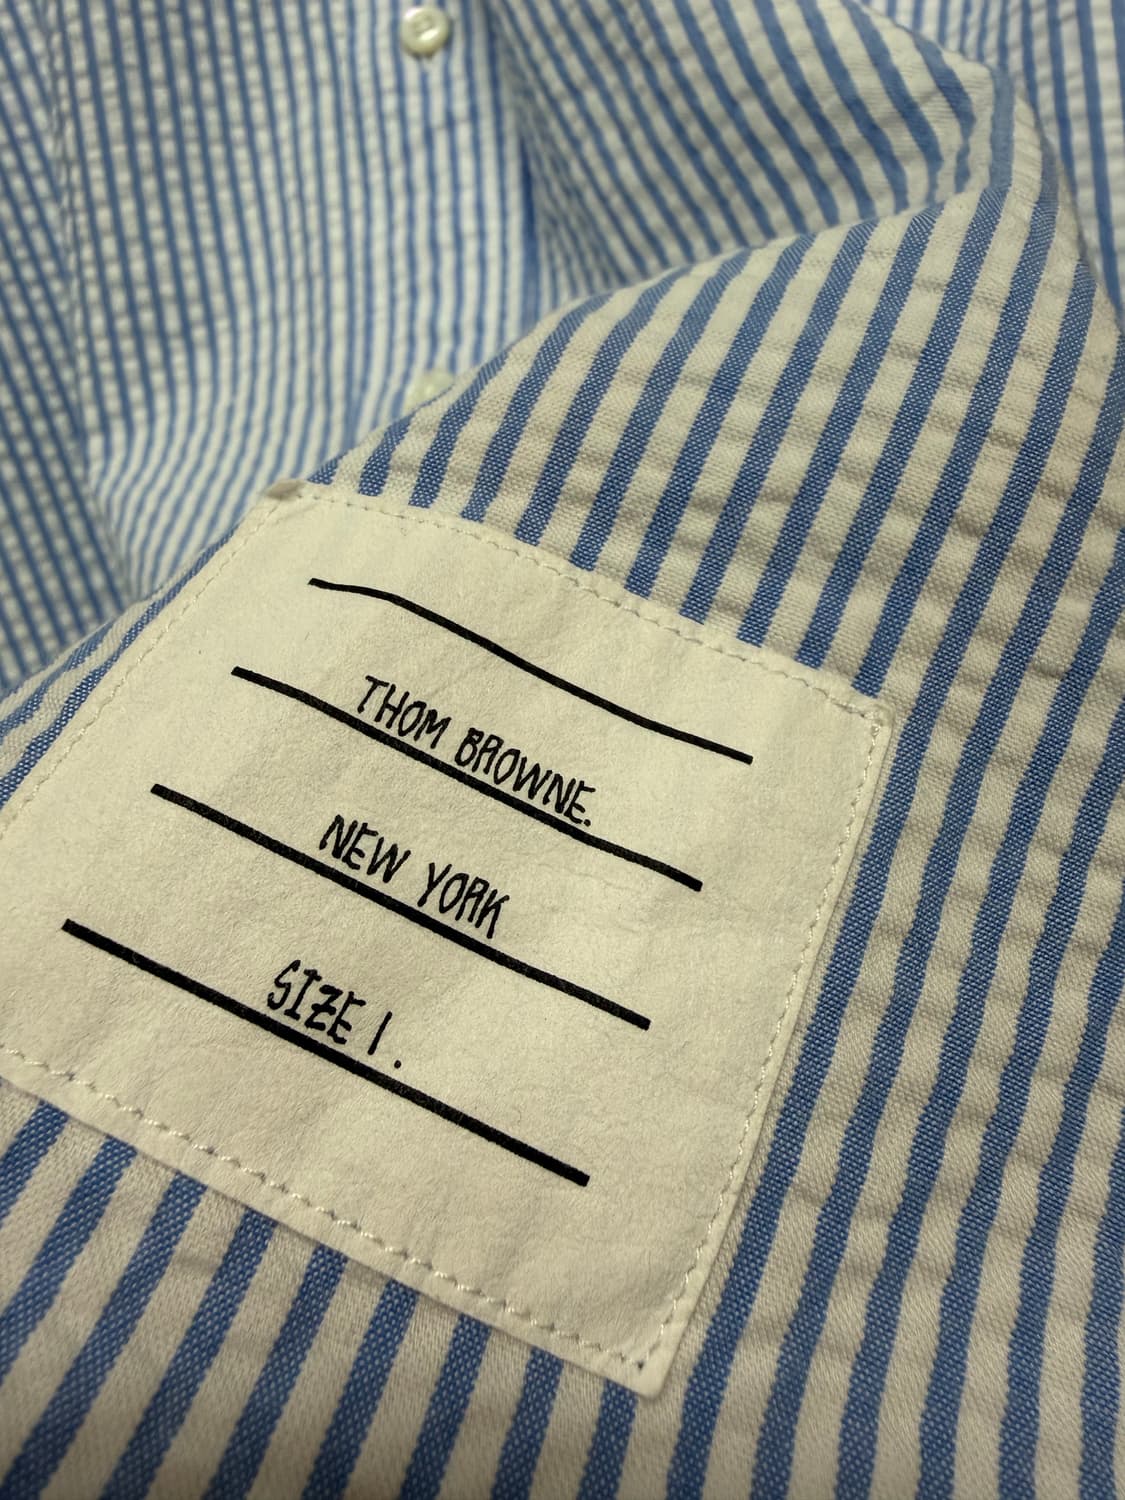 THOM BROWNE.
NEW YORK
SIZE 1.